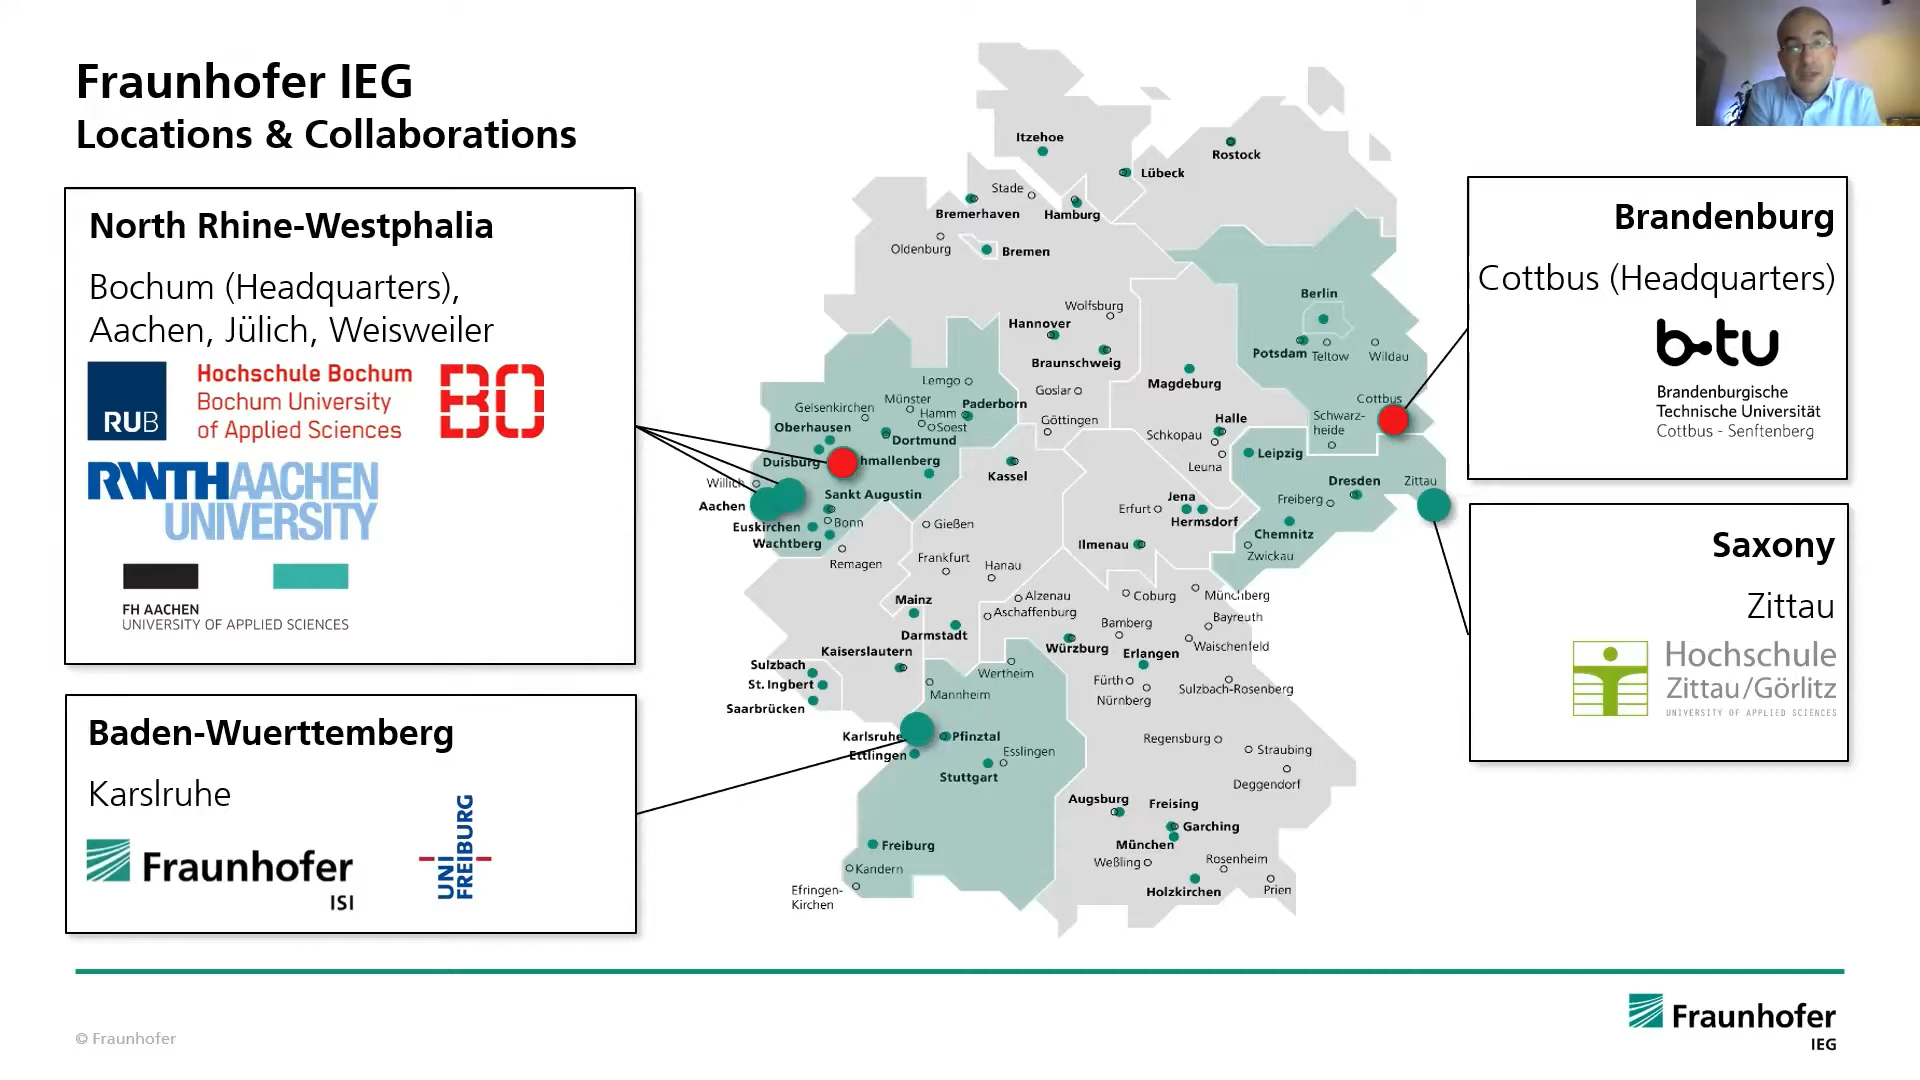 Fraunhofer IEG
Locations & Collaborations
North Rhine-Westphalia
Bochum (Headquarters),
Aachen, Jülich, Weisweiler
RUB
Hochschule Bochum
Bochum University
of Applied Sciences
BO
RWTHAACHEN
UNIVERSITY
FH AACHEN
UNIVERSITY OF APPLIED SCIENCES
Baden-Wuerttemberg
Karslruhe
Fraunhofer
ISI
UNI
FREIBURG
Itzehoe
Rostock
Lübeck
Stade
Bremerhaven
Hamburg
Oldenburg
Bremen
Wolfsburg
Hannover
Braunschweig
Berlin
Potsdam
Teltow
Wildau
Magdeburg
Lemgo
Goslar
Münster
Gelsenkirchen
Hamm
Paderborn
Göttingen
Halle
Cottbus
Schwarz-
heide
Oberhausen
Soest
Dortmund
Schkopau
Leipzig
Duisburg
hmallenberg
Kassel
Leuna
Willich
Sankt Augustin
Jena
Dresden
Zittau
Aachen
Erfurt
Freiberg
Euskirchen
Bonn
Gießen
Hermsdorf
Chemnitz
Wachtberg
Ilmenau
Zwickau
Remagen
Frankfurt
Hanau
Mainz
Alzenau
Coburg
Münchberg
Aschaffenburg
Bamberg
Bayreuth
Darmstadt
Würzburg
Waischenfeld
Kaiserslautern
Erlangen
Sulzbach
Wertheim
St. Ingbert
Mannheim
Fürth
Sulzbach-Rosenberg
Saarbrücken
Nürnberg
Karlsruhe
Pfinztal
Regensburg
Straubing
Ettlingen
Esslingen
Stuttgart
Deggendorf
Augsburg
Freising
Garching
Freiburg
München
Kandern
Weßling
Rosenheim
Efringen-
Kirchen
Holzkirchen
Prien
Brandenburg
Cottbus (Headquarters)
b-tu
Brandenburgische
Technische Universität
Cottbus - Senftenberg
Saxony
Zittau
Hochschule
Zittau/Görlitz
UNIVERSITY OF APPLIED SCIENCES
© Fraunhofer
Fraunhofer
IEG